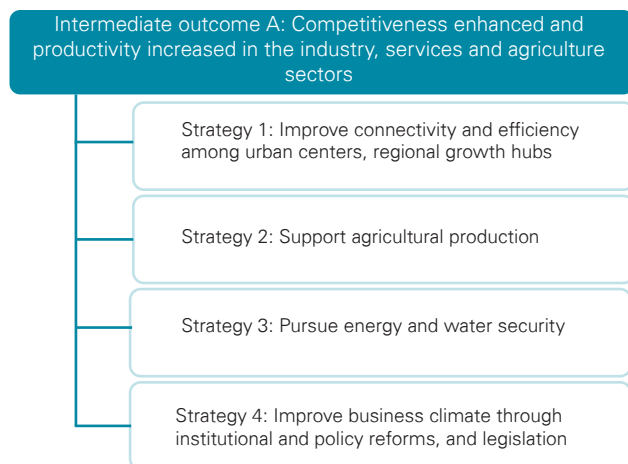 Intermediate outcome A: Competitiveness enhanced and
productivity increased in the industry, services and agriculture
sectors
Strategy 1: Improve connectivity and efficiency
among urban centers, regional growth hubs
Strategy 2: Support agricultural production
Strategy 3: Pursue energy and water security
Strategy 4: Improve business climate through
institutional and policy reforms, and legislation